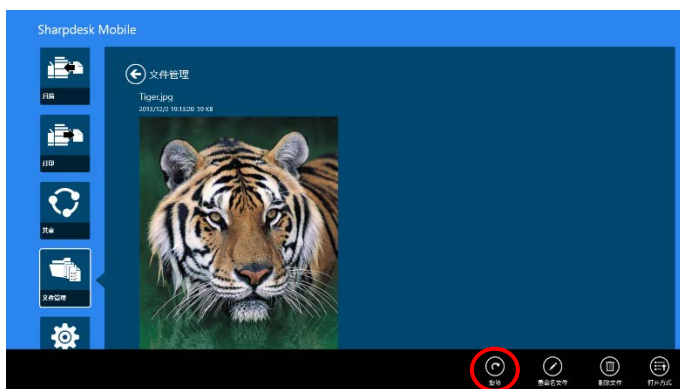 Sharpdesk Mobile
扫描
打印
共享
文件管理
文件管理
Tiger.jpg
2013/12/2 19:13:20 59 KB
旋转
重命名文件
删除文件
打开方式